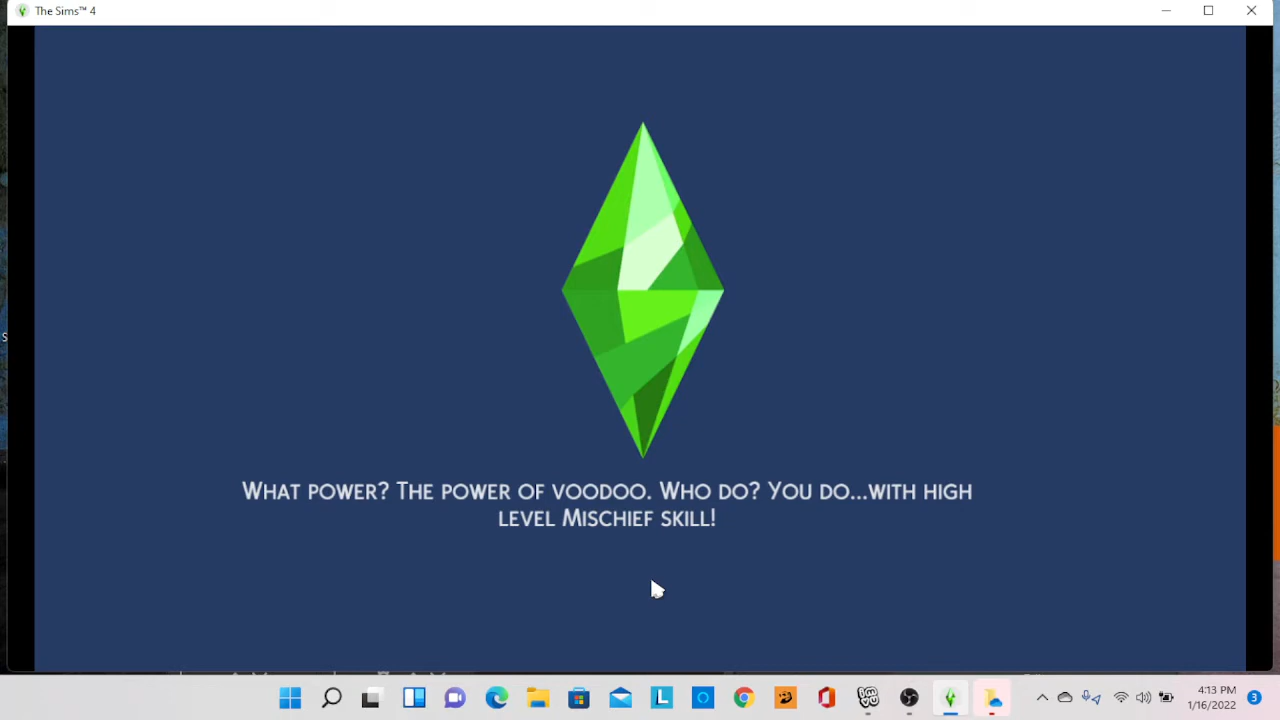 The Sims™ 4
What power? The power of voodoo. Who do? You do...with high
level Mischief skill!
4:13 PM
1/16/2022
3